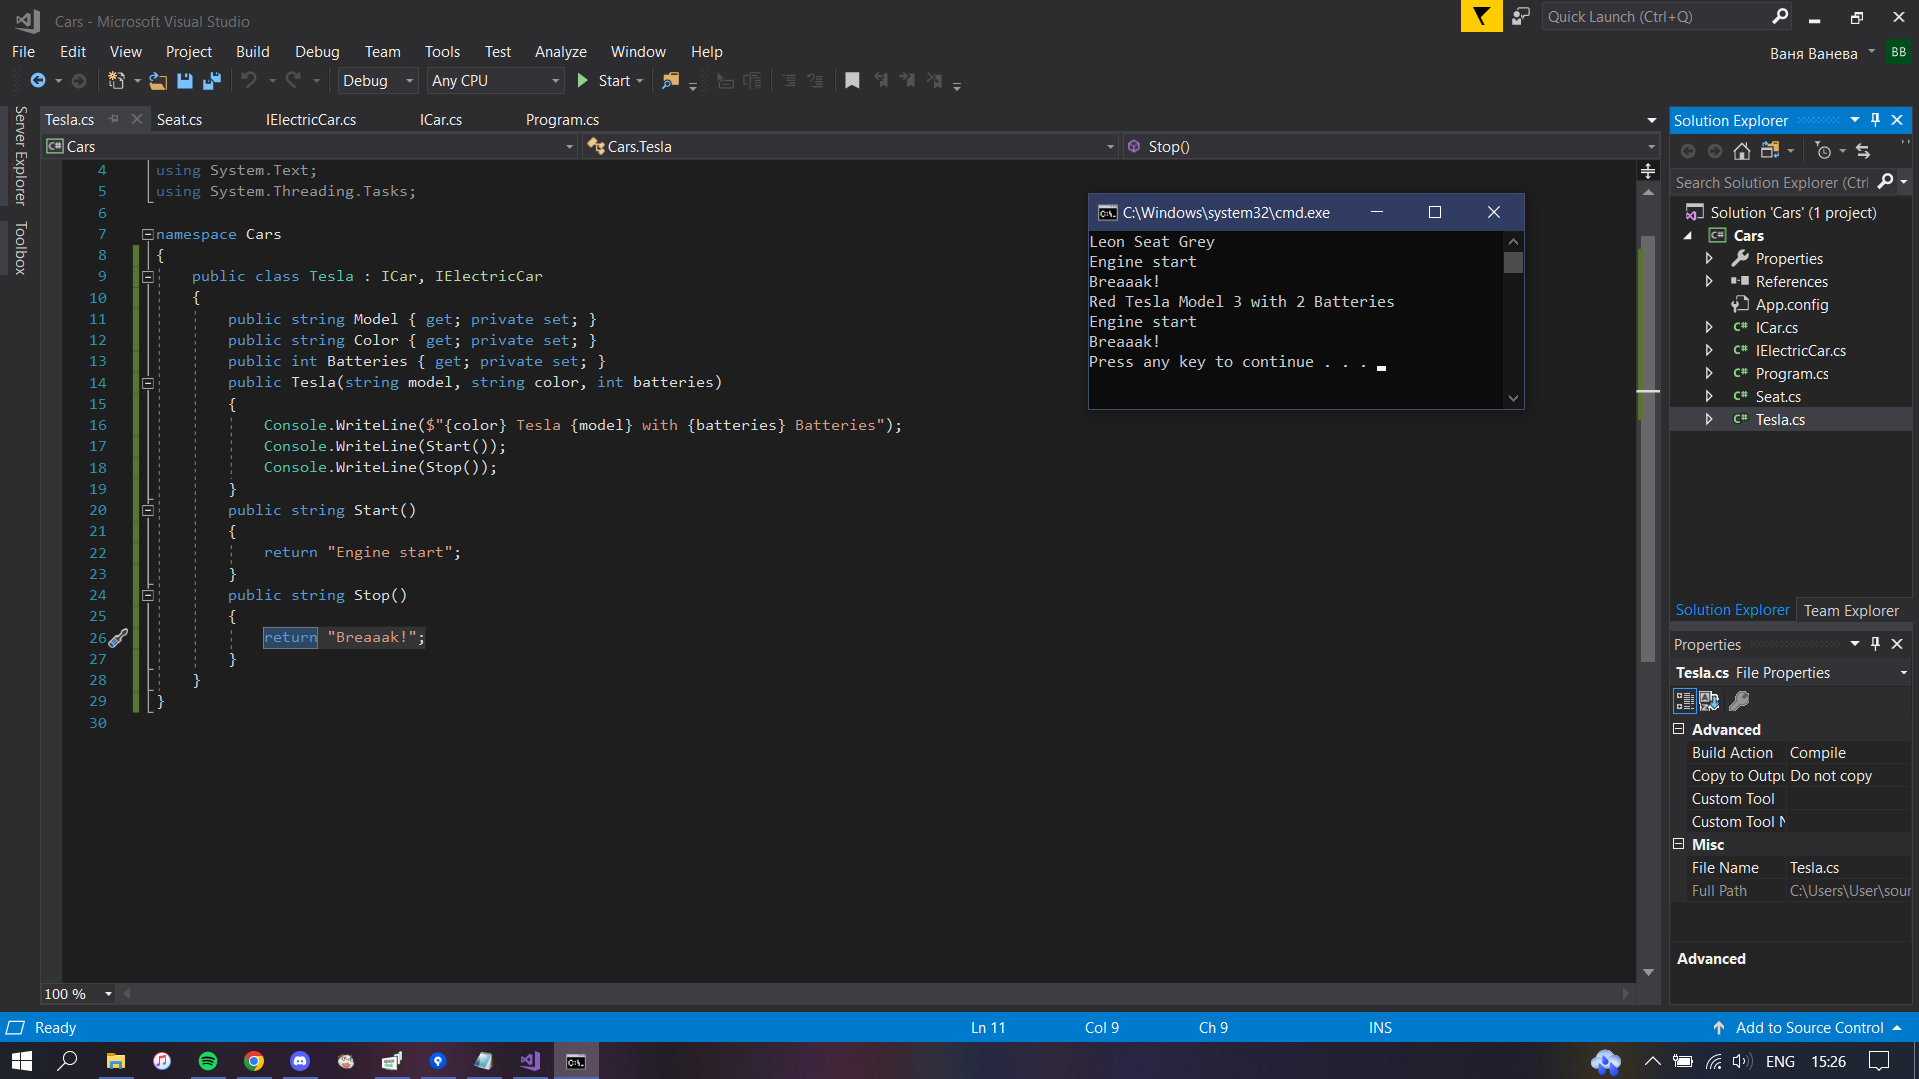 Cars - Microsoft Visual Studio
Quick Launch (Ctrl+Q)
File Edit View Project Build Debug Team Tools Test Analyze Window Help
Ваня Ванева
BB
Debug Any CPU Start
Server Explorer
Toolbox
Tesla.cs Seat.cs IElectricCar.cs ICar.cs Program.cs
C# Cars Cars.Tesla Stop()
4 using System.Text;
5 using System.Threading.Tasks;
6
7 namespace Cars
8 {
9 public class Tesla : ICar, IElectricCar
10 {
11 public string Model { get; private set; }
12 public string Color { get; private set; }
13 public int Batteries { get; private set; }
14 public Tesla(string model, string color, int batteries)
15 {
16 Console.WriteLine($"{color} Tesla {model} with {batteries} Batteries");
17 Console.WriteLine(Start());
18 Console.WriteLine(Stop());
19 }
20 public string Start()
21 {
22 return "Engine start";
23 }
24 public string Stop()
25 {
26 return "Breaaak!";
27 }
28 }
29 }
30
C:\Windows\system32\cmd.exe
Leon Seat Grey
Engine start
Breaaak!
Red Tesla Model 3 with 2 Batteries
Engine start
Breaaak!
Press any key to continue . . .
Solution Explorer
Search Solution Explorer (Ctrl
Solution 'Cars' (1 project)
C# Cars
Properties
References
App.config
C# ICar.cs
C# IElectricCar.cs
C# Program.cs
C# Seat.cs
C# Tesla.cs
Solution Explorer Team Explorer
Properties
Tesla.cs File Properties
Advanced
Build Action Compile
Copy to Outpu Do not copy
Custom Tool
Custom Tool N
Misc
File Name Tesla.cs
Full Path C:\Users\User\sour
Advanced
100 %
Ready Ln 11 Col 9 Ch 9 INS Add to Source Control
ENG 15:26